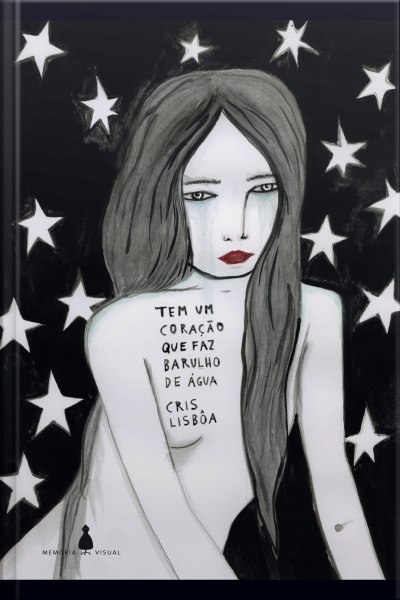 TEM UM
CORAÇÃO
QUE FAZ
BARULHO
DE ÁGUA
CRIS
LISBÔA
MEMÓRIA VISUAL